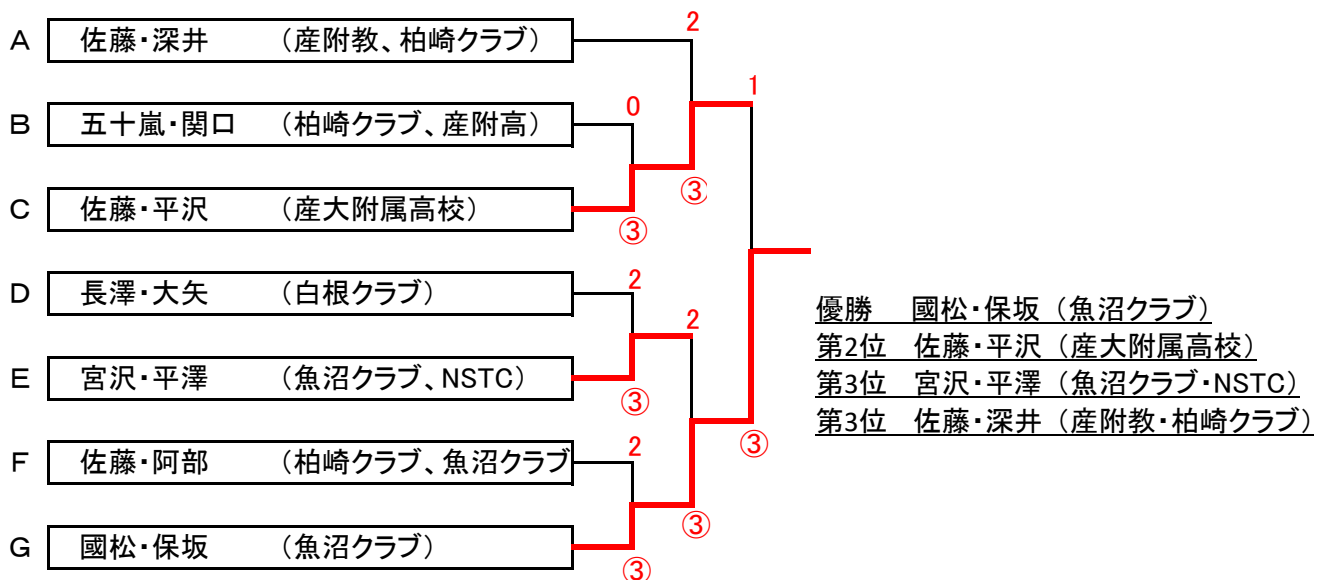 2
A 佐藤・深井 (産附教、柏崎クラブ)
1
0
B 五十嵐・関口 (柏崎クラブ、産附高)
③
C 佐藤・平沢 (産大附属高校)
③
2
D 長澤・大矢 (白根クラブ)
2
優勝 國松・保坂 (魚沼クラブ)
第2位 佐藤・平沢 (産大附属高校)
E 宮沢・平澤 (魚沼クラブ、NSTC)
第3位 宮沢・平澤 (魚沼クラブ・NSTC)
③
第3位 佐藤・深井 (産附教・柏崎クラブ)
2
③
F 佐藤・阿部 (柏崎クラブ、魚沼クラブ
③
G 國松・保坂 (魚沼クラブ)
③